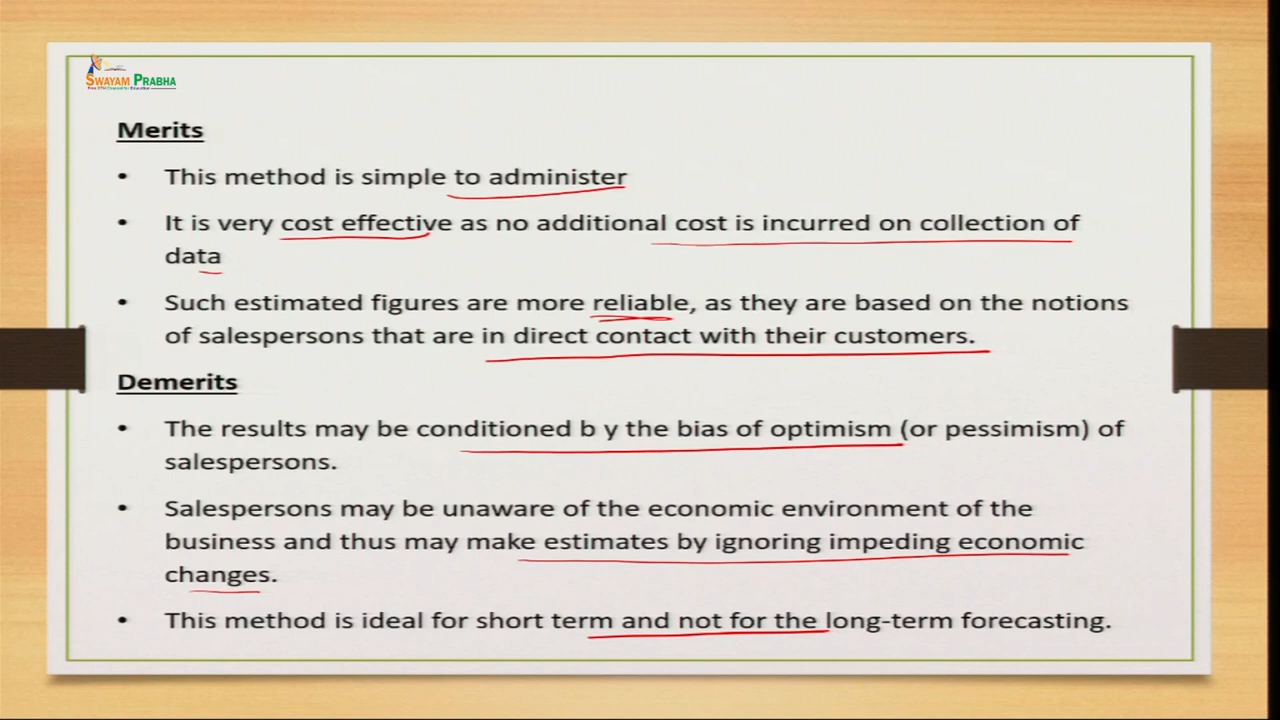 SWAYAM PRABHA
Merits
• This method is simple to administer
• It is very cost effective as no additional cost is incurred on collection of
data
• Such estimated figures are more reliable, as they are based on the notions
of salespersons that are in direct contact with their customers.
Demerits
• The results may be conditioned b y the bias of optimism (or pessimism) of
salespersons.
• Salespersons may be unaware of the economic environment of the
business and thus may make estimates by ignoring impeding economic
changes.
• This method is ideal for short term and not for the long-term forecasting.